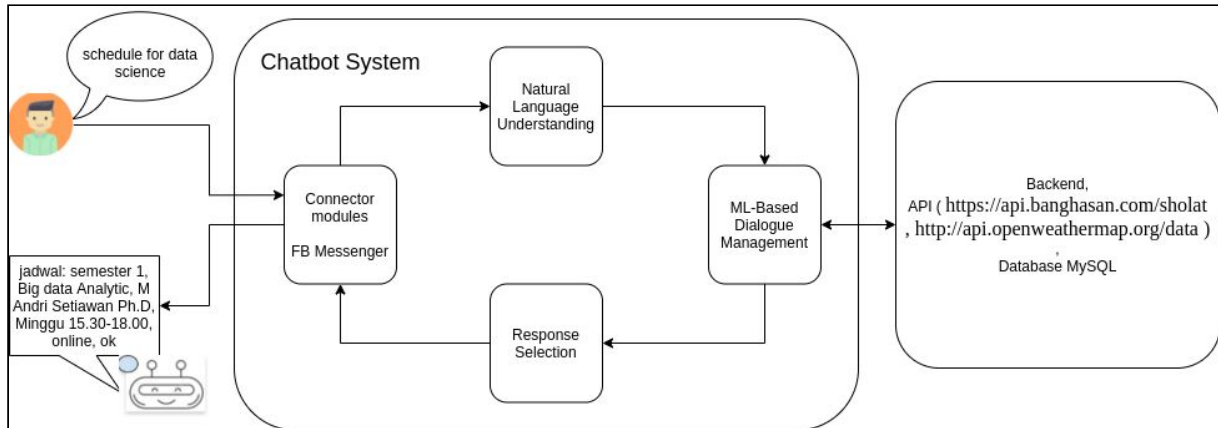 schedule for data
science
Chatbot System
Natural
Language
Understanding
Connector
modules
FB Messenger
ML-Based
Dialogue
Management
Response
Selection
Backend,
API ( https://api.banghasan.com/sholat
, http://api.openweathermap.org/data )
,
Database MySQL
jadwal: semester 1,
Big data Analytic, M
Andri Setiawan Ph.D,
Minggu 15.30-18.00,
online, ok